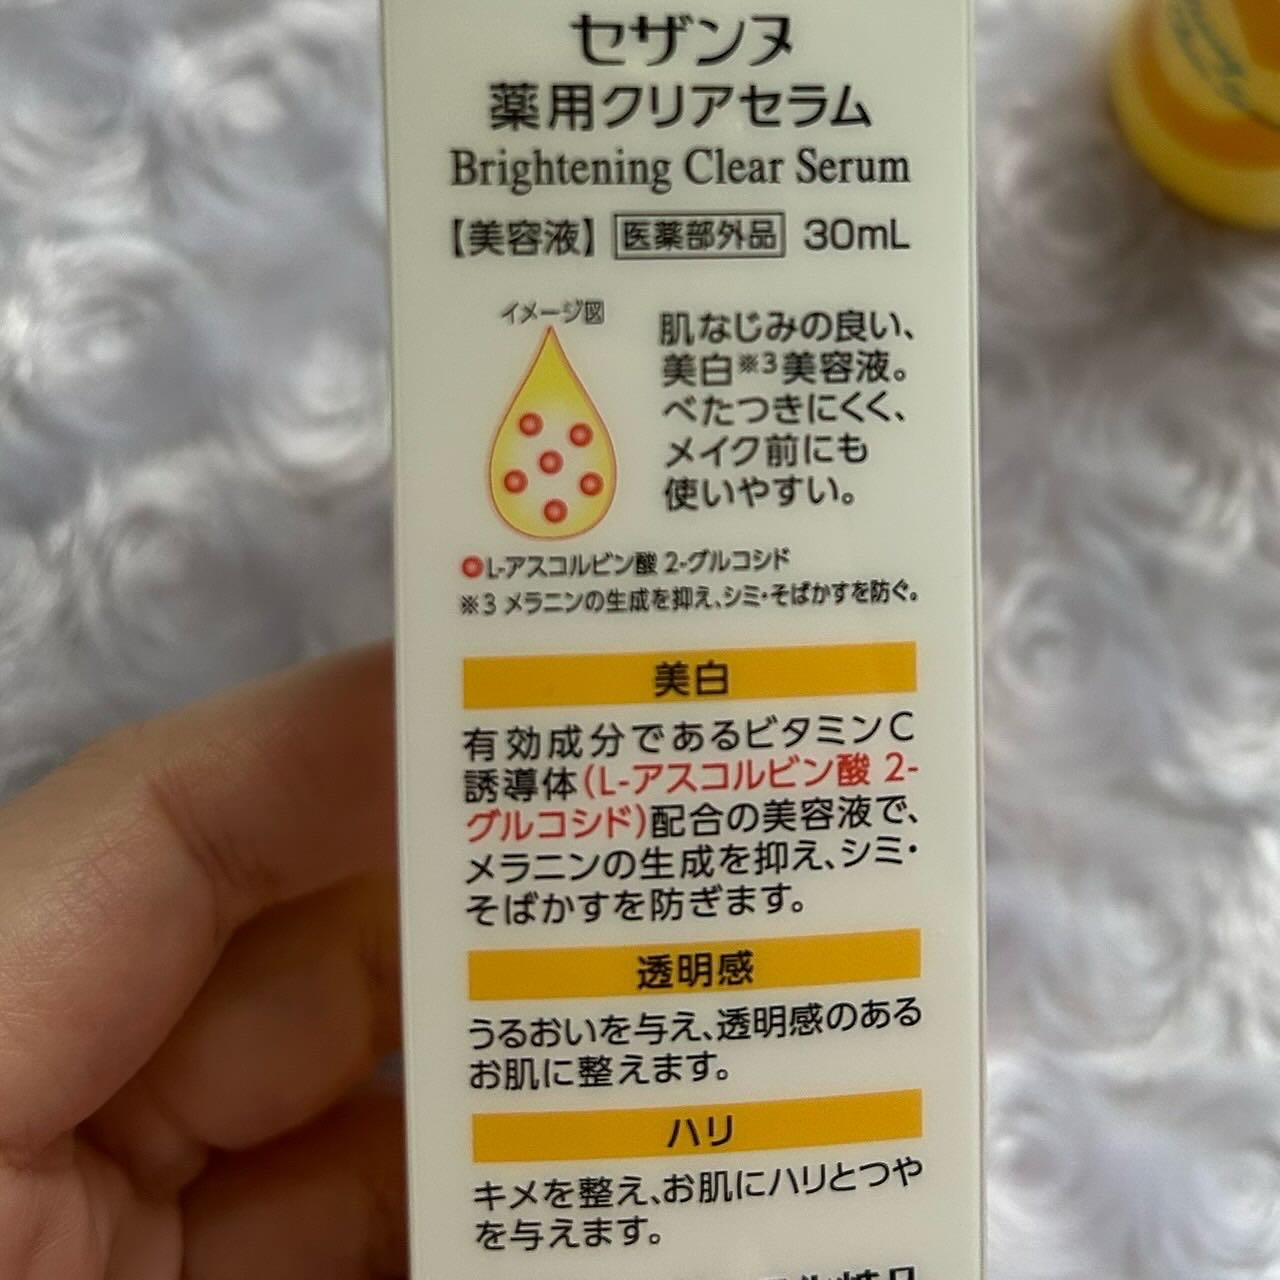 セザンヌ
薬用クリアセラム
Brightening Clear Serum
【美容液】 医薬部外品 30mL
イメージ図
肌なじみの良い、
美白※3美容液。
べたつきにくく、
メイク前にも
使いやすい。
L-アスコルビン酸 2-グルコシド
※3 メラニンの生成を抑え、シミ・そばかすを防ぐ。
美白
有効成分であるビタミンC
誘導体(L-アスコルビン酸 2-
グルコシド)配合の美容液で、
メラニンの生成を抑え、シミ・
そばかすを防ぎます。
透明感
うるおいを与え、透明感のある
お肌に整えます。
ハリ
キメを整え、お肌にハリとつや
を与えます。